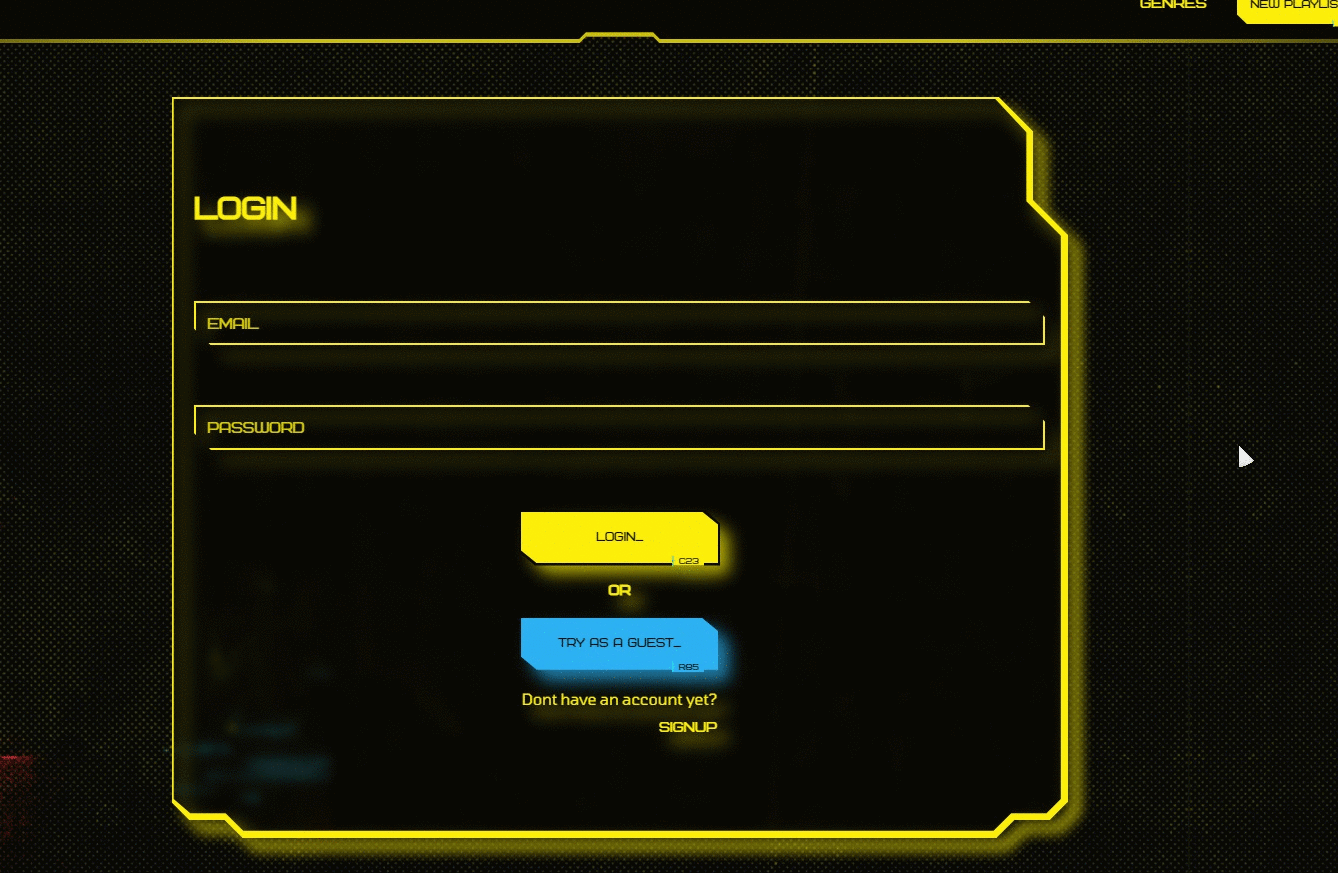 GENRES
NEW PLAYLIS
LOGIN
EMAIL
PASSWORD
LOGIN_
C23
OR
TRY AS A GUEST_
R85
Dont have an account yet?
SIGNUP